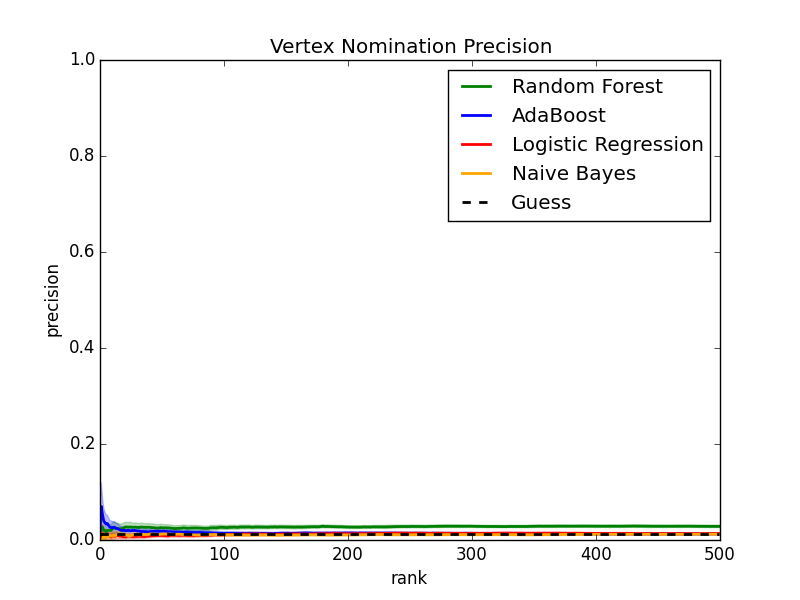 Vertex Nomination Precision
1.0
0.8
0.6
0.4
0.2
0.0
precision
Random Forest
AdaBoost
Logistic Regression
Naive Bayes
Guess
0 100 200 300 400 500
rank